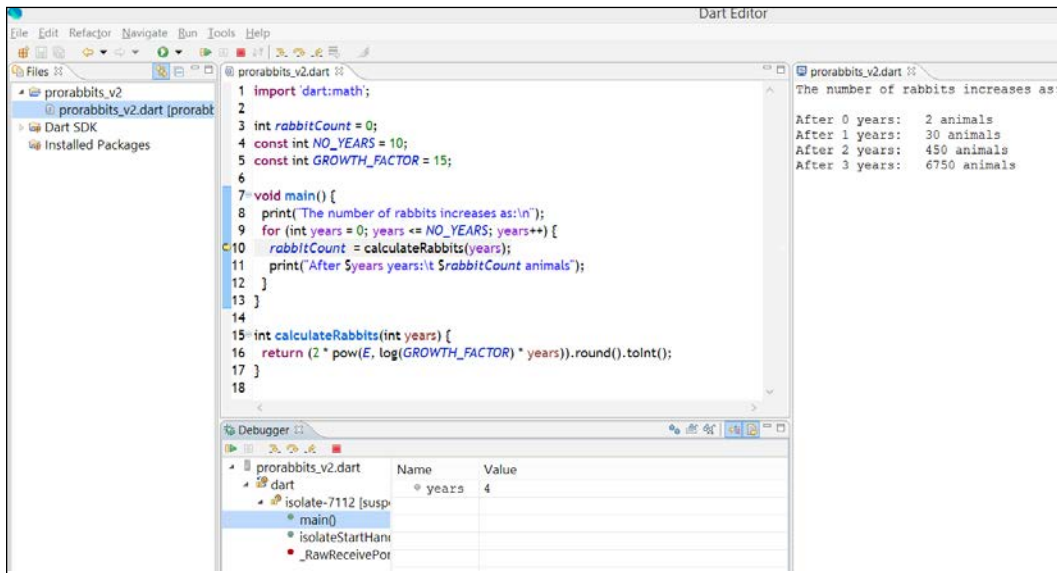 Dart Editor
File Edit Refactor Navigate Run Tools Help
Files
prorabbits_v2
prorabbits_v2.dart [prorabb
Dart SDK
Installed Packages
prorabbits_v2.dart
1 import 'dart:math';
2
3 int rabbitCount = 0;
4 const int NO_YEARS = 10;
5 const int GROWTH_FACTOR = 15;
6
7 void main() {
8 print("The number of rabbits increases as:\n");
9 for (int years = 0; years <= NO_YEARS; years++) {
10 rabbitCount = calculateRabbits(years);
11 print("After $years years:\t $rabbitCount animals");
12 }
13 }
14
15 int calculateRabbits(int years) {
16 return (2 * pow(E, log(GROWTH_FACTOR) * years)).round().toInt();
17 }
18
prorabbits_v2.dart
The number of rabbits increases as:
After 0 years: 2 animals
After 1 years: 30 animals
After 2 years: 450 animals
After 3 years: 6750 animals
Debugger
prorabbits_v2.dart
dart
isolate-7112 [susp
main()
isolateStartHan
_RawReceivePor
Name Value
years 4